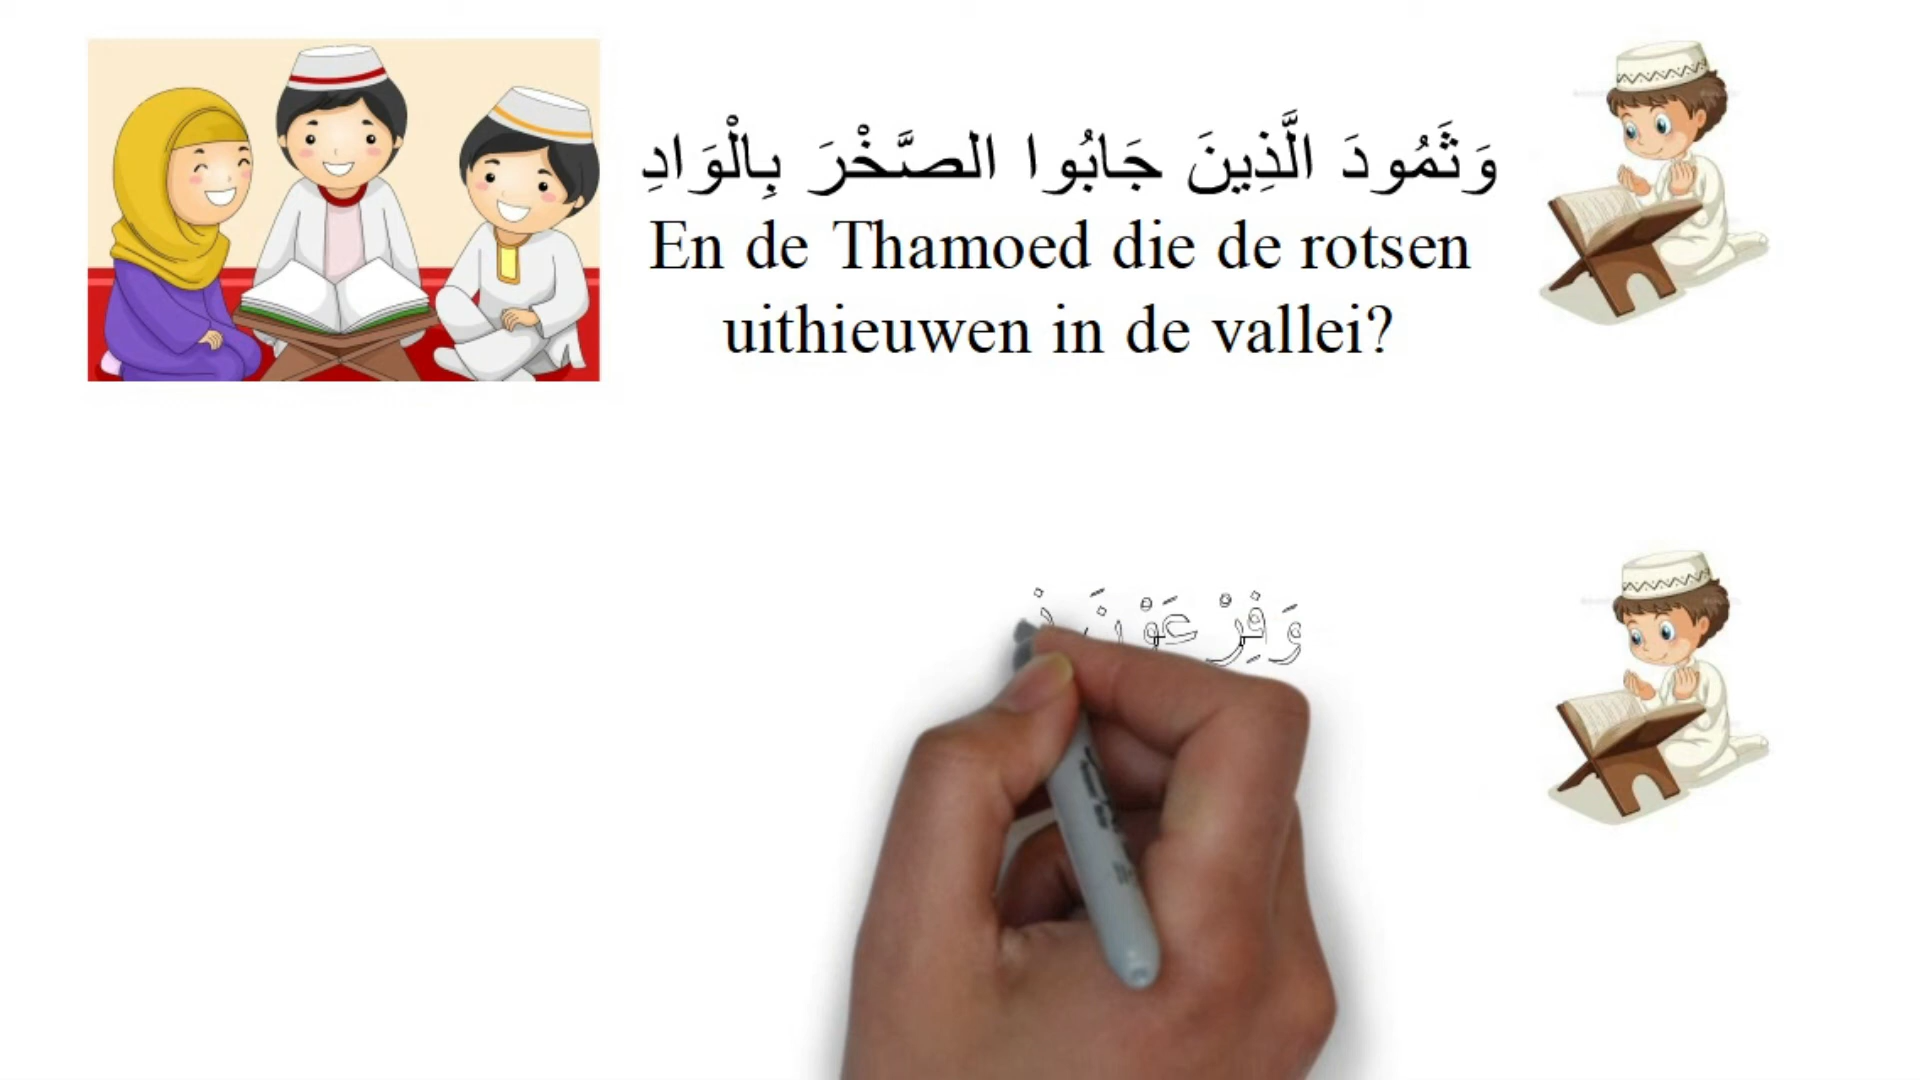 وَثَمُودَ الَّذِينَ جَابُوا الصَّخْرَ بِالْوَادِ
En de Thamoed die de rotsen
uithieuwen in de vallei?
وَفِرْعَوْنَ